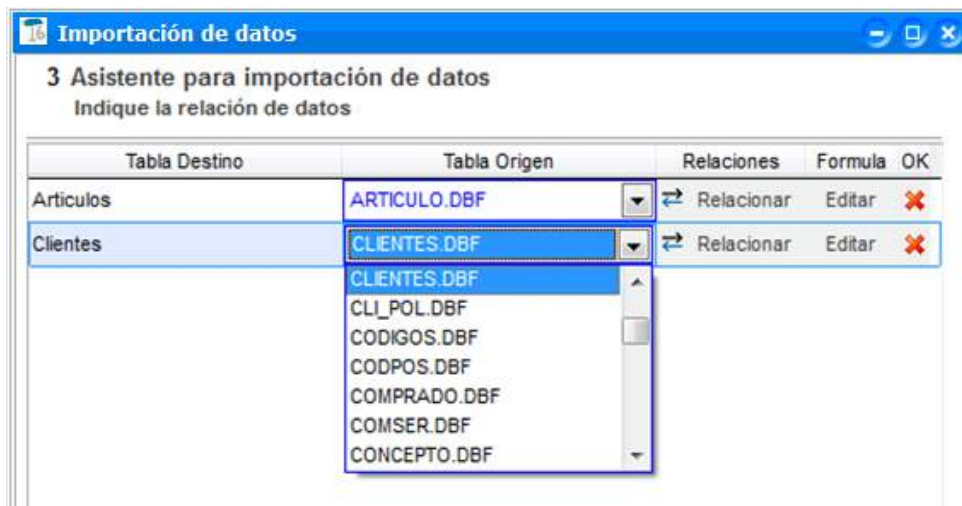 Importación de datos
3 Asistente para importación de datos
Indique la relación de datos
Tabla Destino Tabla Origen Relaciones Formula OK
Articulos ARTICULO.DBF Relacionar Editar
Clientes CLIENTES.DBF Relacionar Editar
CLIENTES.DBF
CLI_POL.DBF
CODIGOS.DBF
CODPOS.DBF
COMPRADO.DBF
COMSER.DBF
CONCEPTO.DBF